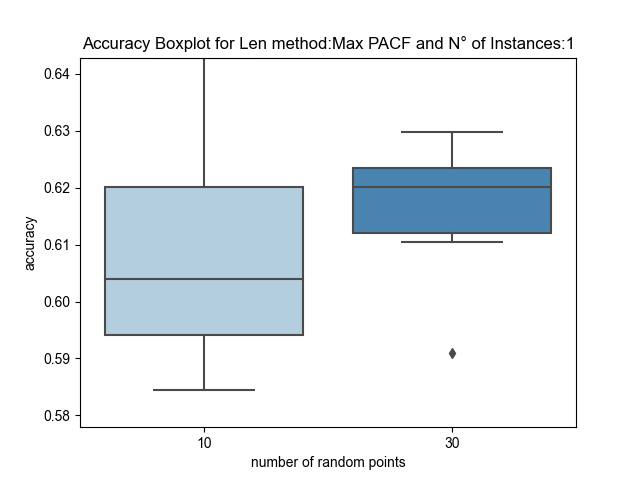 Accuracy Boxplot for Len method:Max PACF and N° of Instances:1
0.64
0.63
0.62
0.61
0.60
0.59
0.58
accuracy
10 30
number of random points